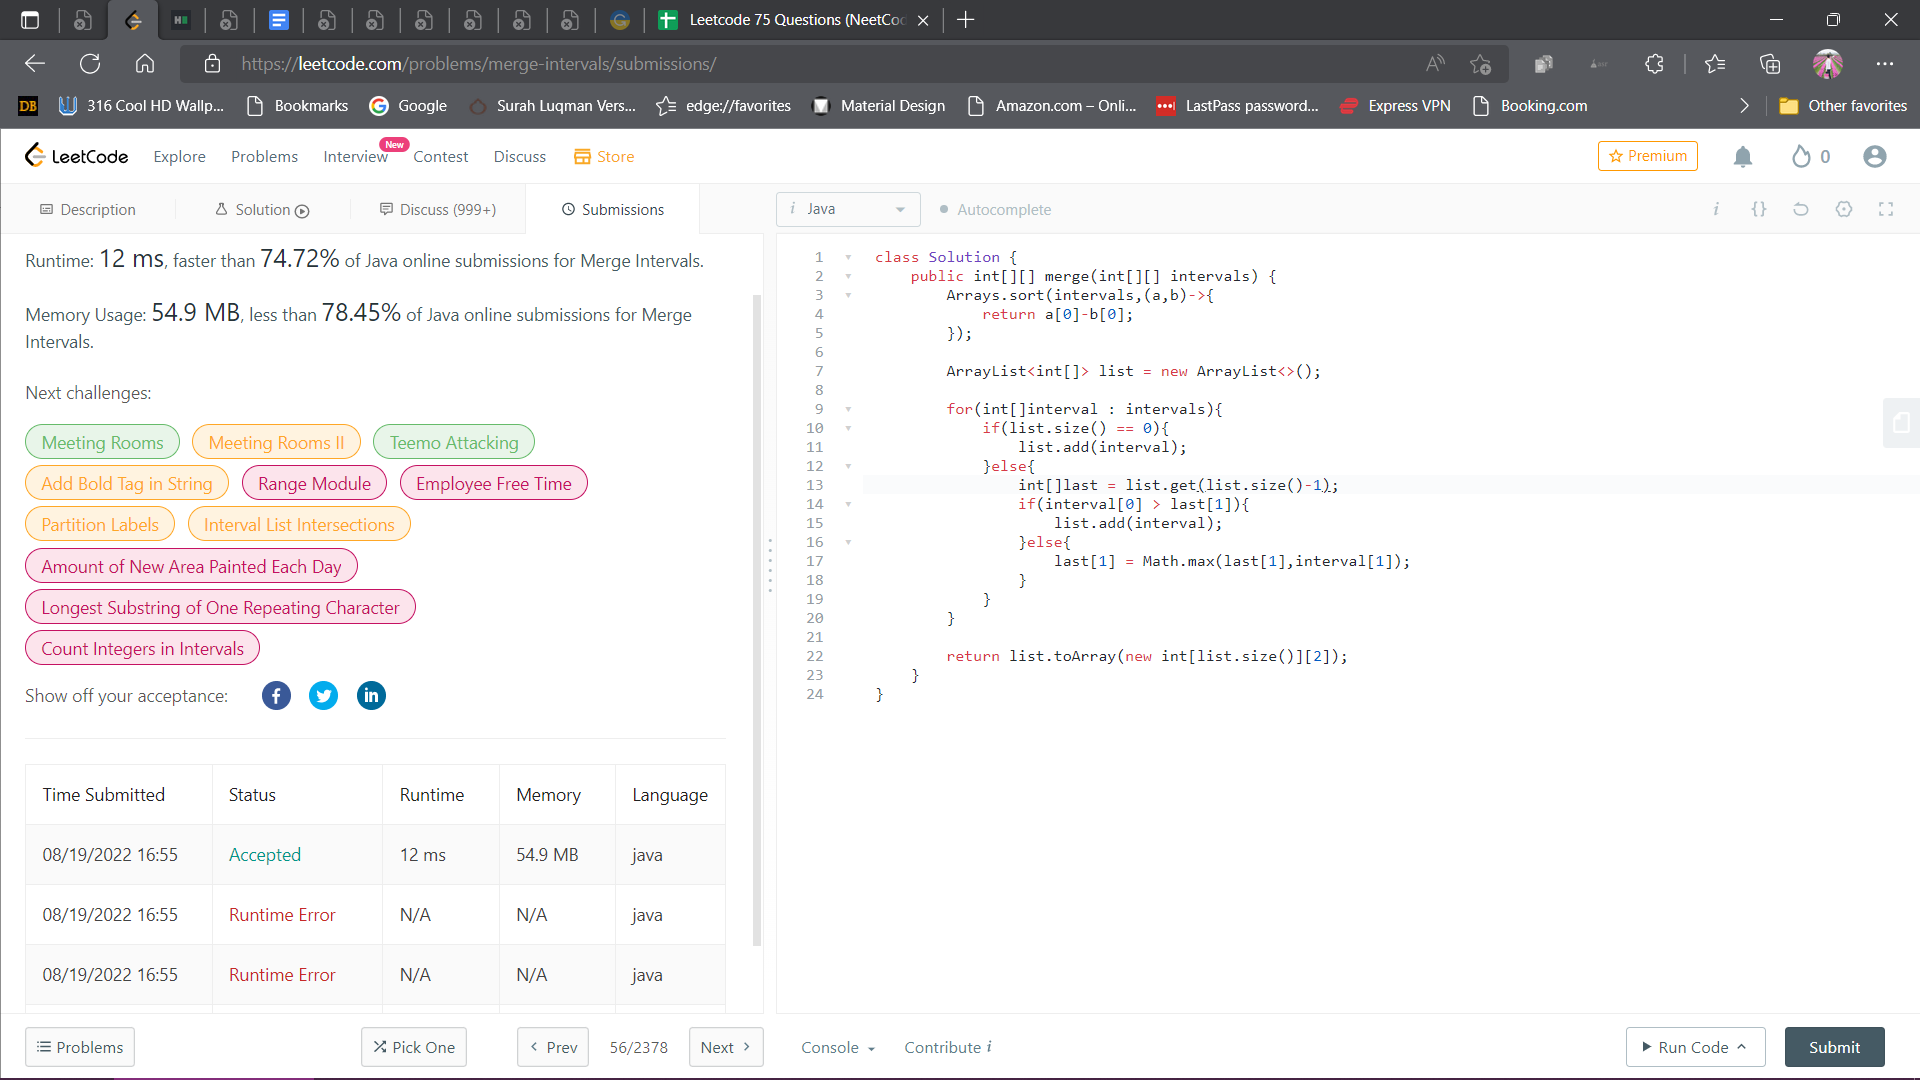 Leetcode 75 Questions (NeetCoc
https://leetcode.com/problems/merge-intervals/submissions/
DB 316 Cool HD Wallp... Bookmarks Google Surah Luqman Vers... edge://favorites Material Design Amazon.com – Onli... LastPass password... Express VPN Booking.com Other favorites
LeetCode Explore Problems Interview New Contest Discuss Store Premium 0
Description Solution Discuss (999+) Submissions i Java Autocomplete i {}
Runtime: 12 ms, faster than 74.72% of Java online submissions for Merge Intervals.
Memory Usage: 54.9 MB, less than 78.45% of Java online submissions for Merge
Intervals.
Next challenges:
Meeting Rooms Meeting Rooms II Teemo Attacking
Add Bold Tag in String Range Module Employee Free Time
Partition Labels Interval List Intersections
Amount of New Area Painted Each Day
Longest Substring of One Repeating Character
Count Integers in Intervals
Show off your acceptance:
Time Submitted Status Runtime Memory Language
08/19/2022 16:55 Accepted 12 ms 54.9 MB java
08/19/2022 16:55 Runtime Error N/A N/A java
08/19/2022 16:55 Runtime Error N/A N/A java
1 class Solution {
2 public int[][] merge(int[][] intervals) {
3 Arrays.sort(intervals,(a,b)->{
4 return a[0]-b[0];
5 });
6
7 ArrayList<int[]> list = new ArrayList<>();
8
9 for(int[]interval : intervals){
10 if(list.size() == 0){
11 list.add(interval);
12 }else{
13 int[]last = list.get(list.size()-1);
14 if(interval[0] > last[1]){
15 list.add(interval);
16 }else{
17 last[1] = Math.max(last[1],interval[1]);
18 }
19 }
20 }
21
22 return list.toArray(new int[list.size()][2]);
23 }
24 }
Problems Pick One Prev 56/2378 Next Console Contribute i Run Code Submit